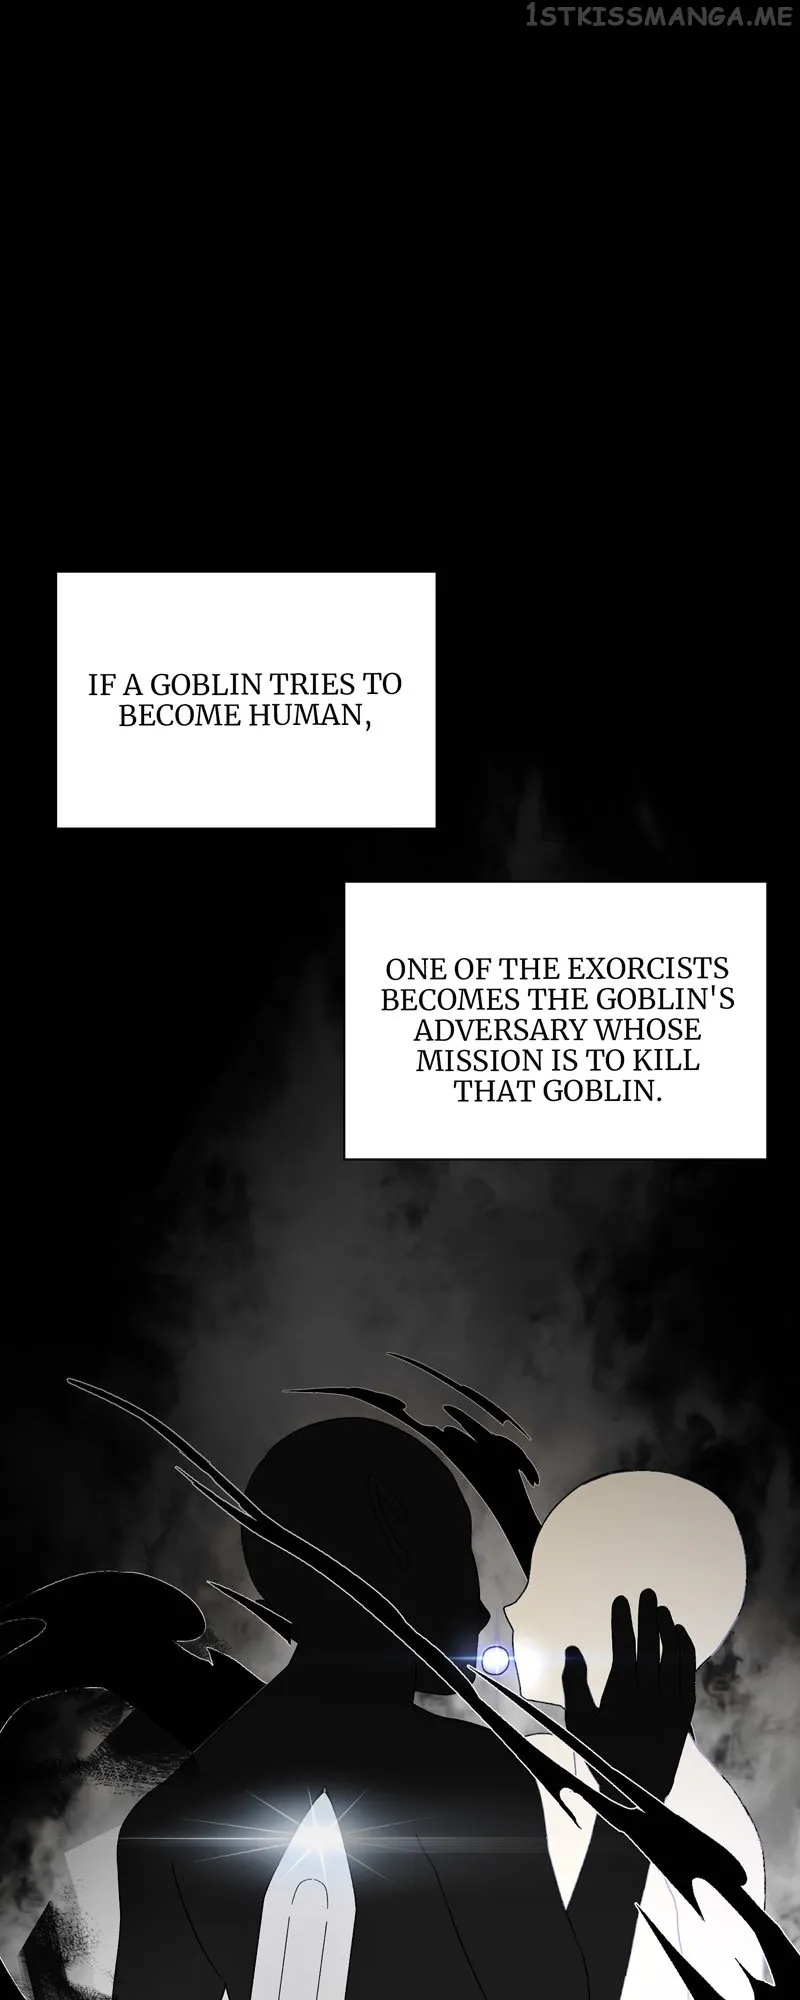 1STKISSMANGA.ME
IF A GOBLIN TRIES TO
BECOME HUMAN,
ONE OF THE EXORCISTS
BECOMES THE GOBLIN'S
ADVERSARY WHOSE
MISSION IS TO KILL
THAT GOBLIN.